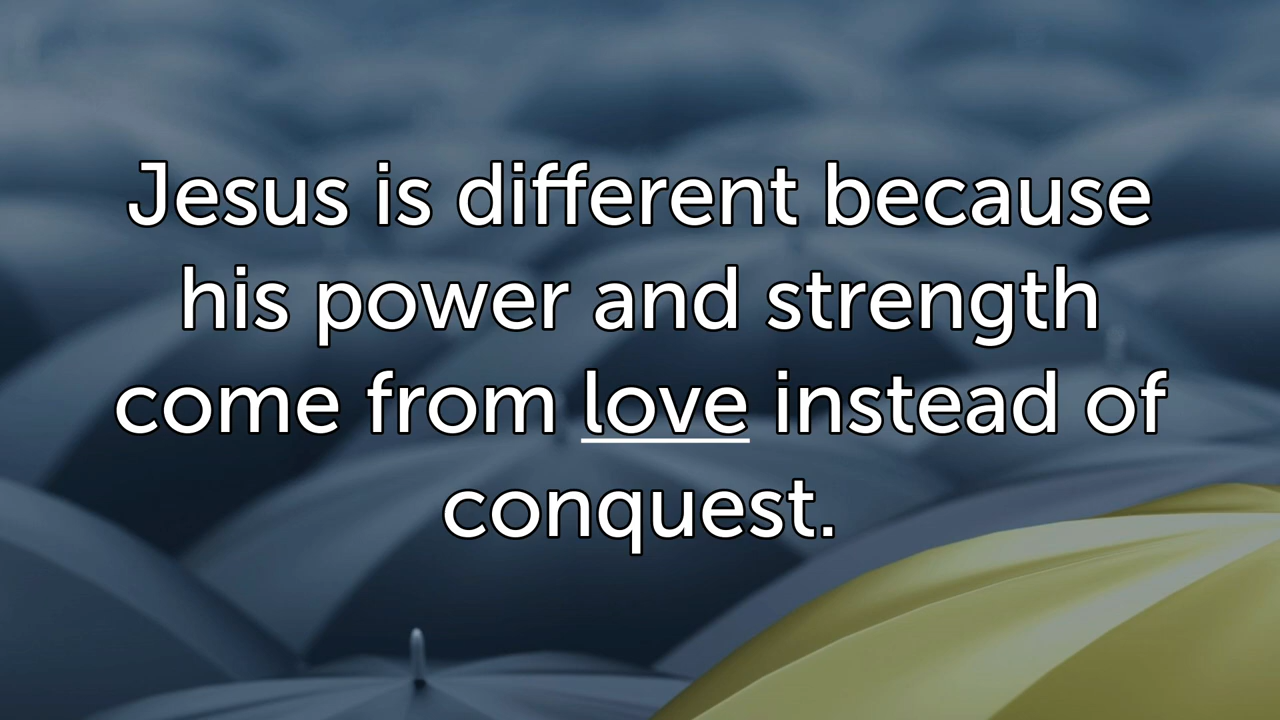 Jesus is different because
his power and strength
come from love instead of
conquest.